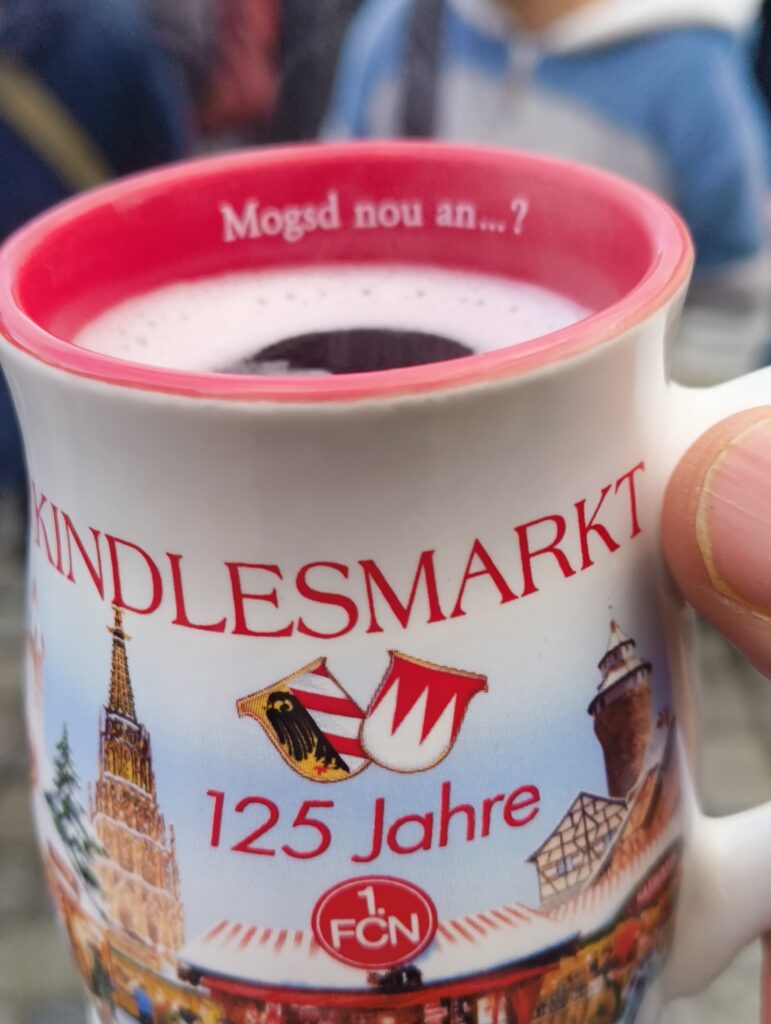 Mogsd nou an...?
KINDLESMARKT
125 Jahre
1.
FCN